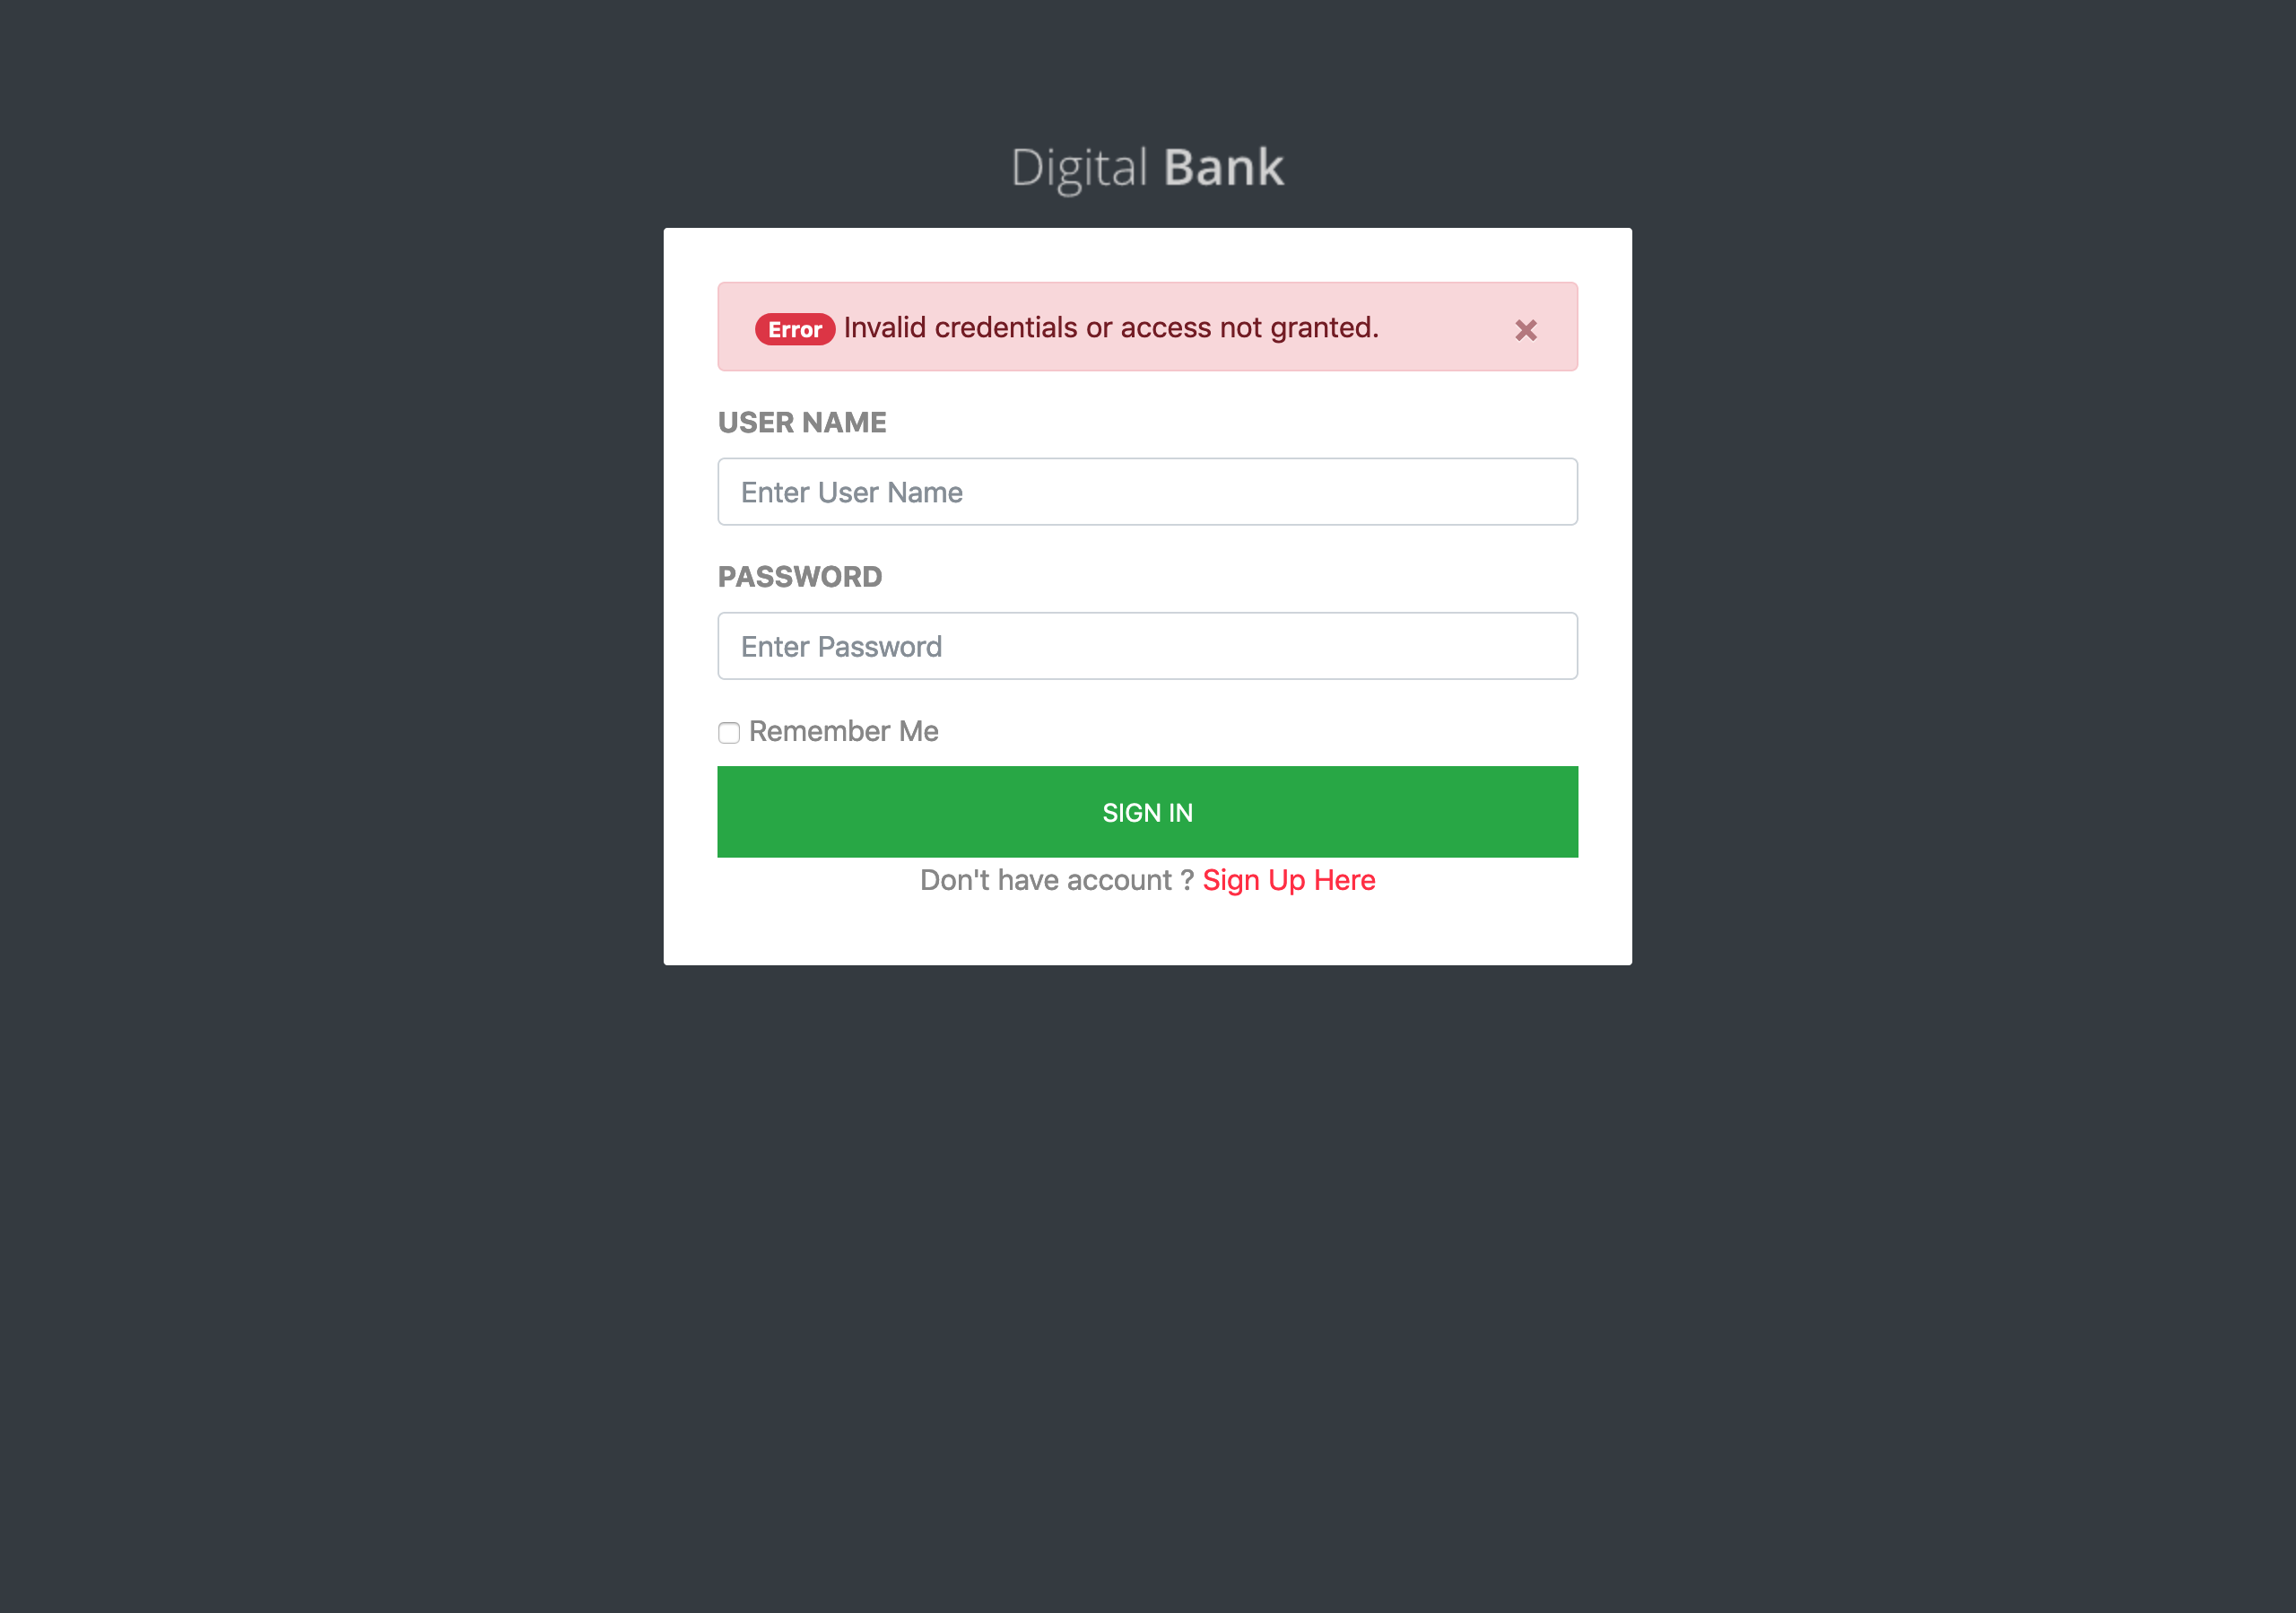 Digital Bank
Error Invalid credentials or access not granted. ×
USER NAME
Enter User Name
PASSWORD
Enter Password
Remember Me
SIGN IN
Don't have account ? Sign Up Here